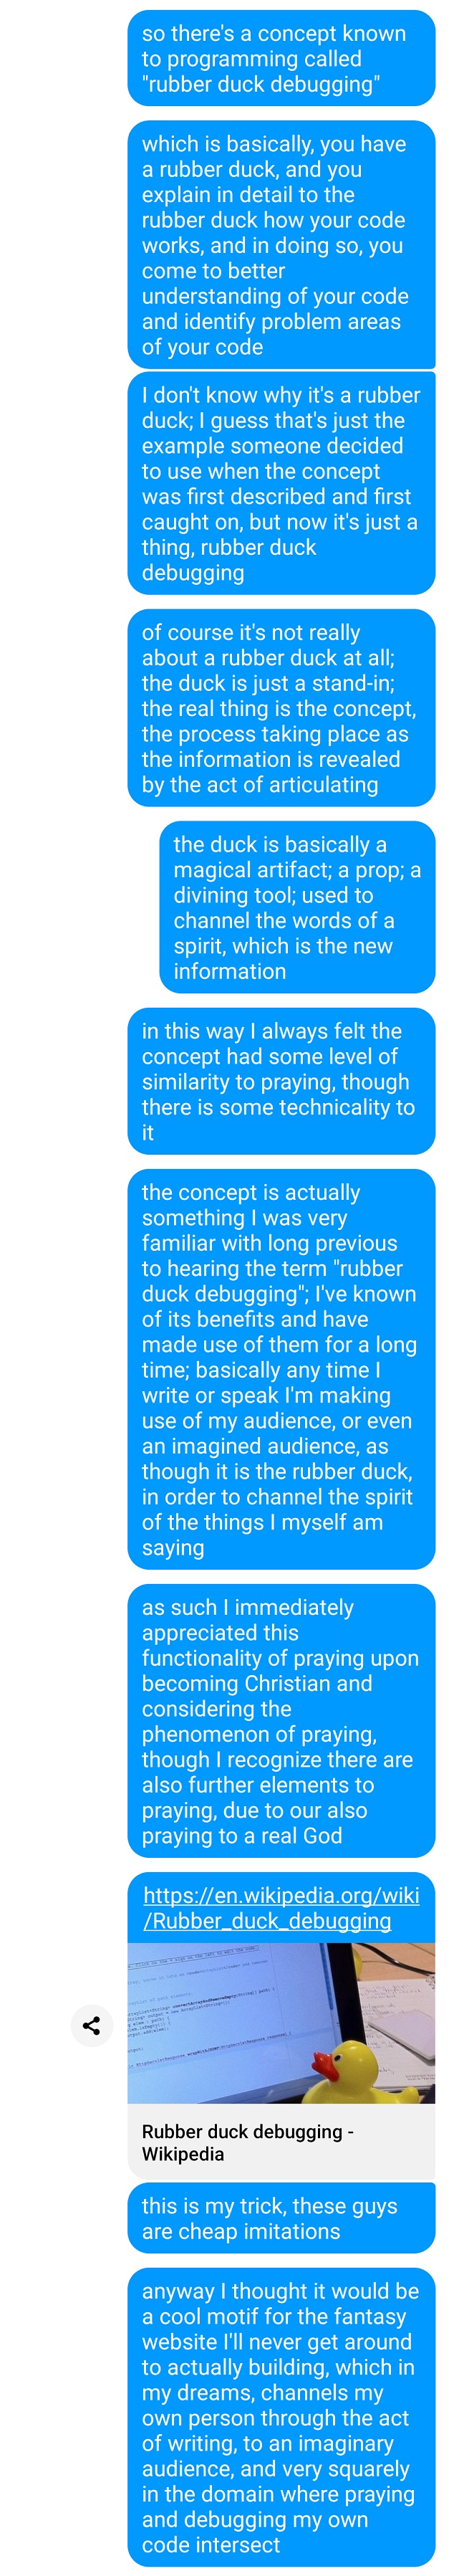 so there's a concept known
to programming called
"rubber duck debugging"
which is basically, you have
a rubber duck, and you
explain in detail to the
rubber duck how your code
works, and in doing so, you
come to better
understanding of your code
and identify problem areas
of your code
I don't know why it's a rubber
duck; I guess that's just the
example someone decided
to use when the concept
was first described and first
caught on, but now it's just a
thing, rubber duck
debugging
of course it's not really
about a rubber duck at all;
the duck is just a stand-in;
the real thing is the concept,
the process taking place as
the information is revealed
by the act of articulating
the duck is basically a
magical artifact; a prop; a
divining tool; used to
channel the words of a
spirit, which is the new
information
in this way I always felt the
concept had some level of
similarity to praying, though
there is some technicality to
it
the concept is actually
something I was very
familiar with long previous
to hearing the term "rubber
duck debugging"; I've known
of its benefits and have
made use of them for a long
time; basically any time I
write or speak I'm making
use of my audience, or even
an imagined audience, as
though it is the rubber duck,
in order to channel the spirit
of the things I myself am
saying
as such I immediately
appreciated this
functionality of praying upon
becoming Christian and
considering the
phenomenon of praying,
though I recognize there are
also further elements to
praying, due to our also
praying to a real God
https://en.wikipedia.org/wiki
/Rubber_duck_debugging
Rubber duck debugging -
Wikipedia
this is my trick, these guys
are cheap imitations
anyway I thought it would be
a cool motif for the fantasy
website I'll never get around
to actually building, which in
my dreams, channels my
own person through the act
of writing, to an imaginary
audience, and very squarely
in the domain where praying
and debugging my own
code intersect